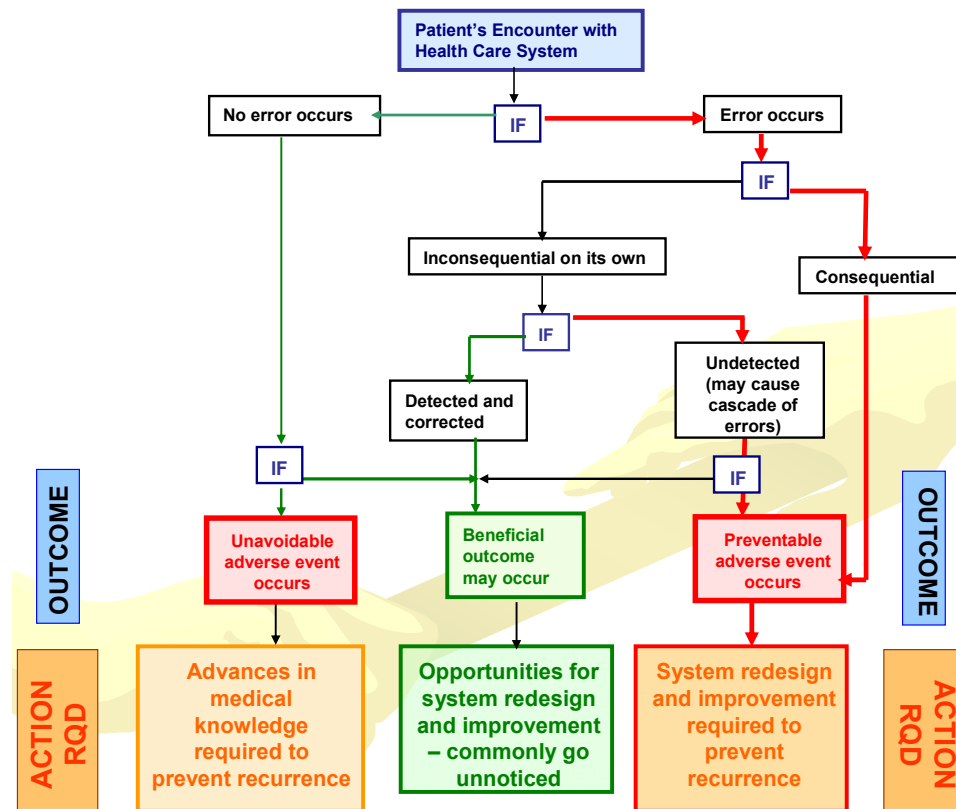 Patient's Encounter with
Health Care System
No error occurs
IF
Error occurs
IF
Inconsequential on its own
Consequential
IF
Undetected
(may cause
cascade of
errors)
Detected and
corrected
IF
IF
OUTCOME
Unavoidable
adverse event
occurs
Beneficial
outcome
may occur
Preventable
adverse event
occurs
OUTCOME
ACTION
RQD
Advances in
medical
knowledge
required to
prevent recurrence
Opportunities for
system redesign
and improvement
– commonly go
unnoticed
System redesign
and improvement
required to
prevent
recurrence
ACTION
RQD